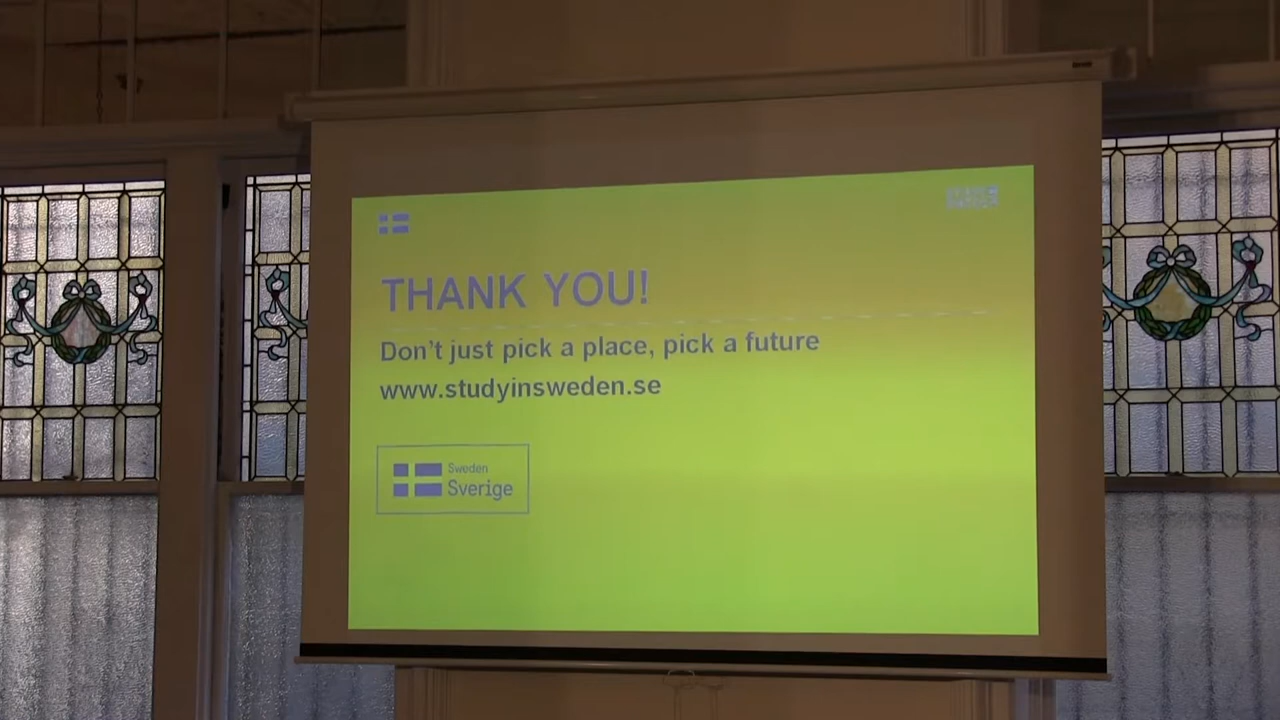 THANK YOU!
Don't just pick a place, pick a future
www.studyinsweden.se
Sweden
Sverige